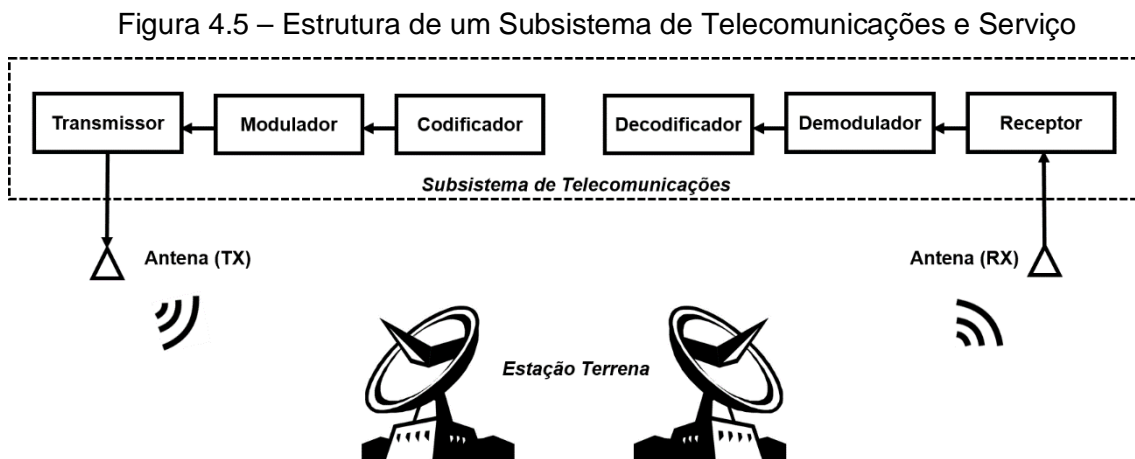 Figura 4.5 – Estrutura de um Subsistema de Telecomunicações e Serviço
Transmissor
Modulador
Codificador
Decodificador
Demodulador
Receptor
Subsistema de Telecomunicações
Antena (TX)
Antena (RX)
Estação Terrena